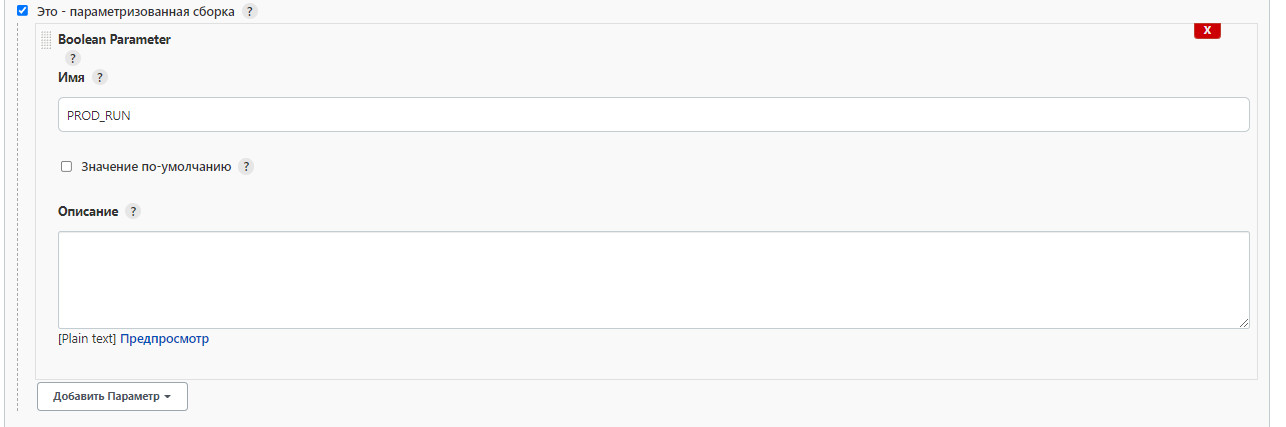 Это - параметризованная сборка ?
X
Boolean Parameter
?
Имя ?
PROD_RUN
Значение по-умолчанию ?
Описание ?
[Plain text] Предпросмотр
Добавить Параметр